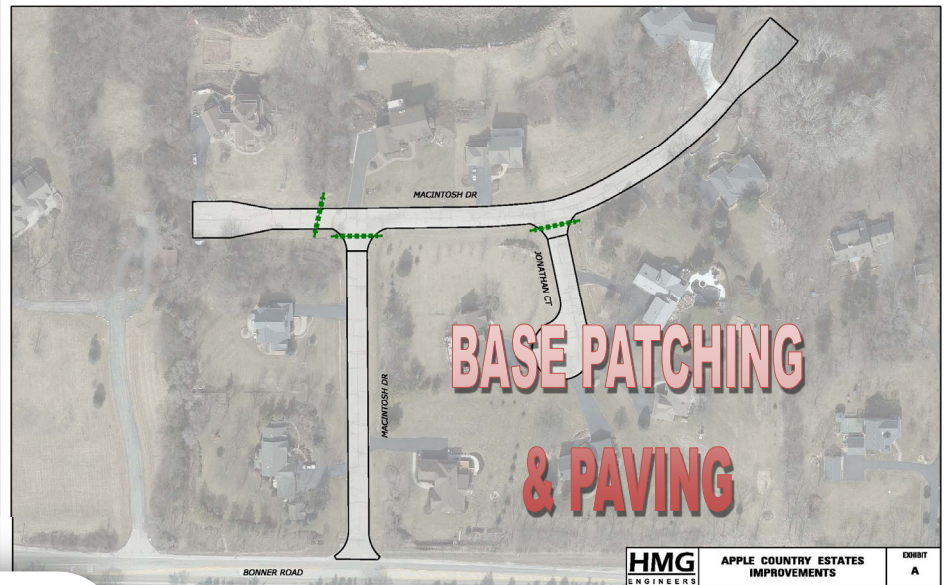 MACINTOSH DR
JONATHAN CT
BASE PATCHING
MACINTOSH DR
& PAVING
BONNER ROAD
HMG
ENGINEERS
APPLE COUNTRY ESTATES
IMPROVEMENTS
EXHIBIT
A